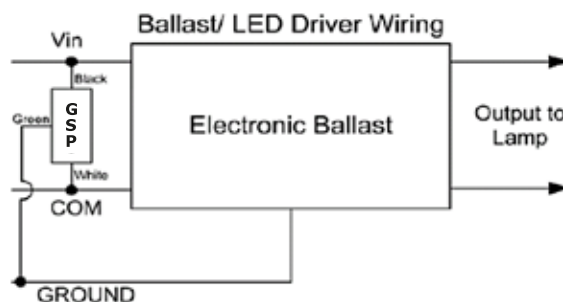 Ballast/ LED Driver Wiring
Vin
Black
Green
G
S
P
White
COM
Electronic Ballast
Output to
Lamp
GROUND